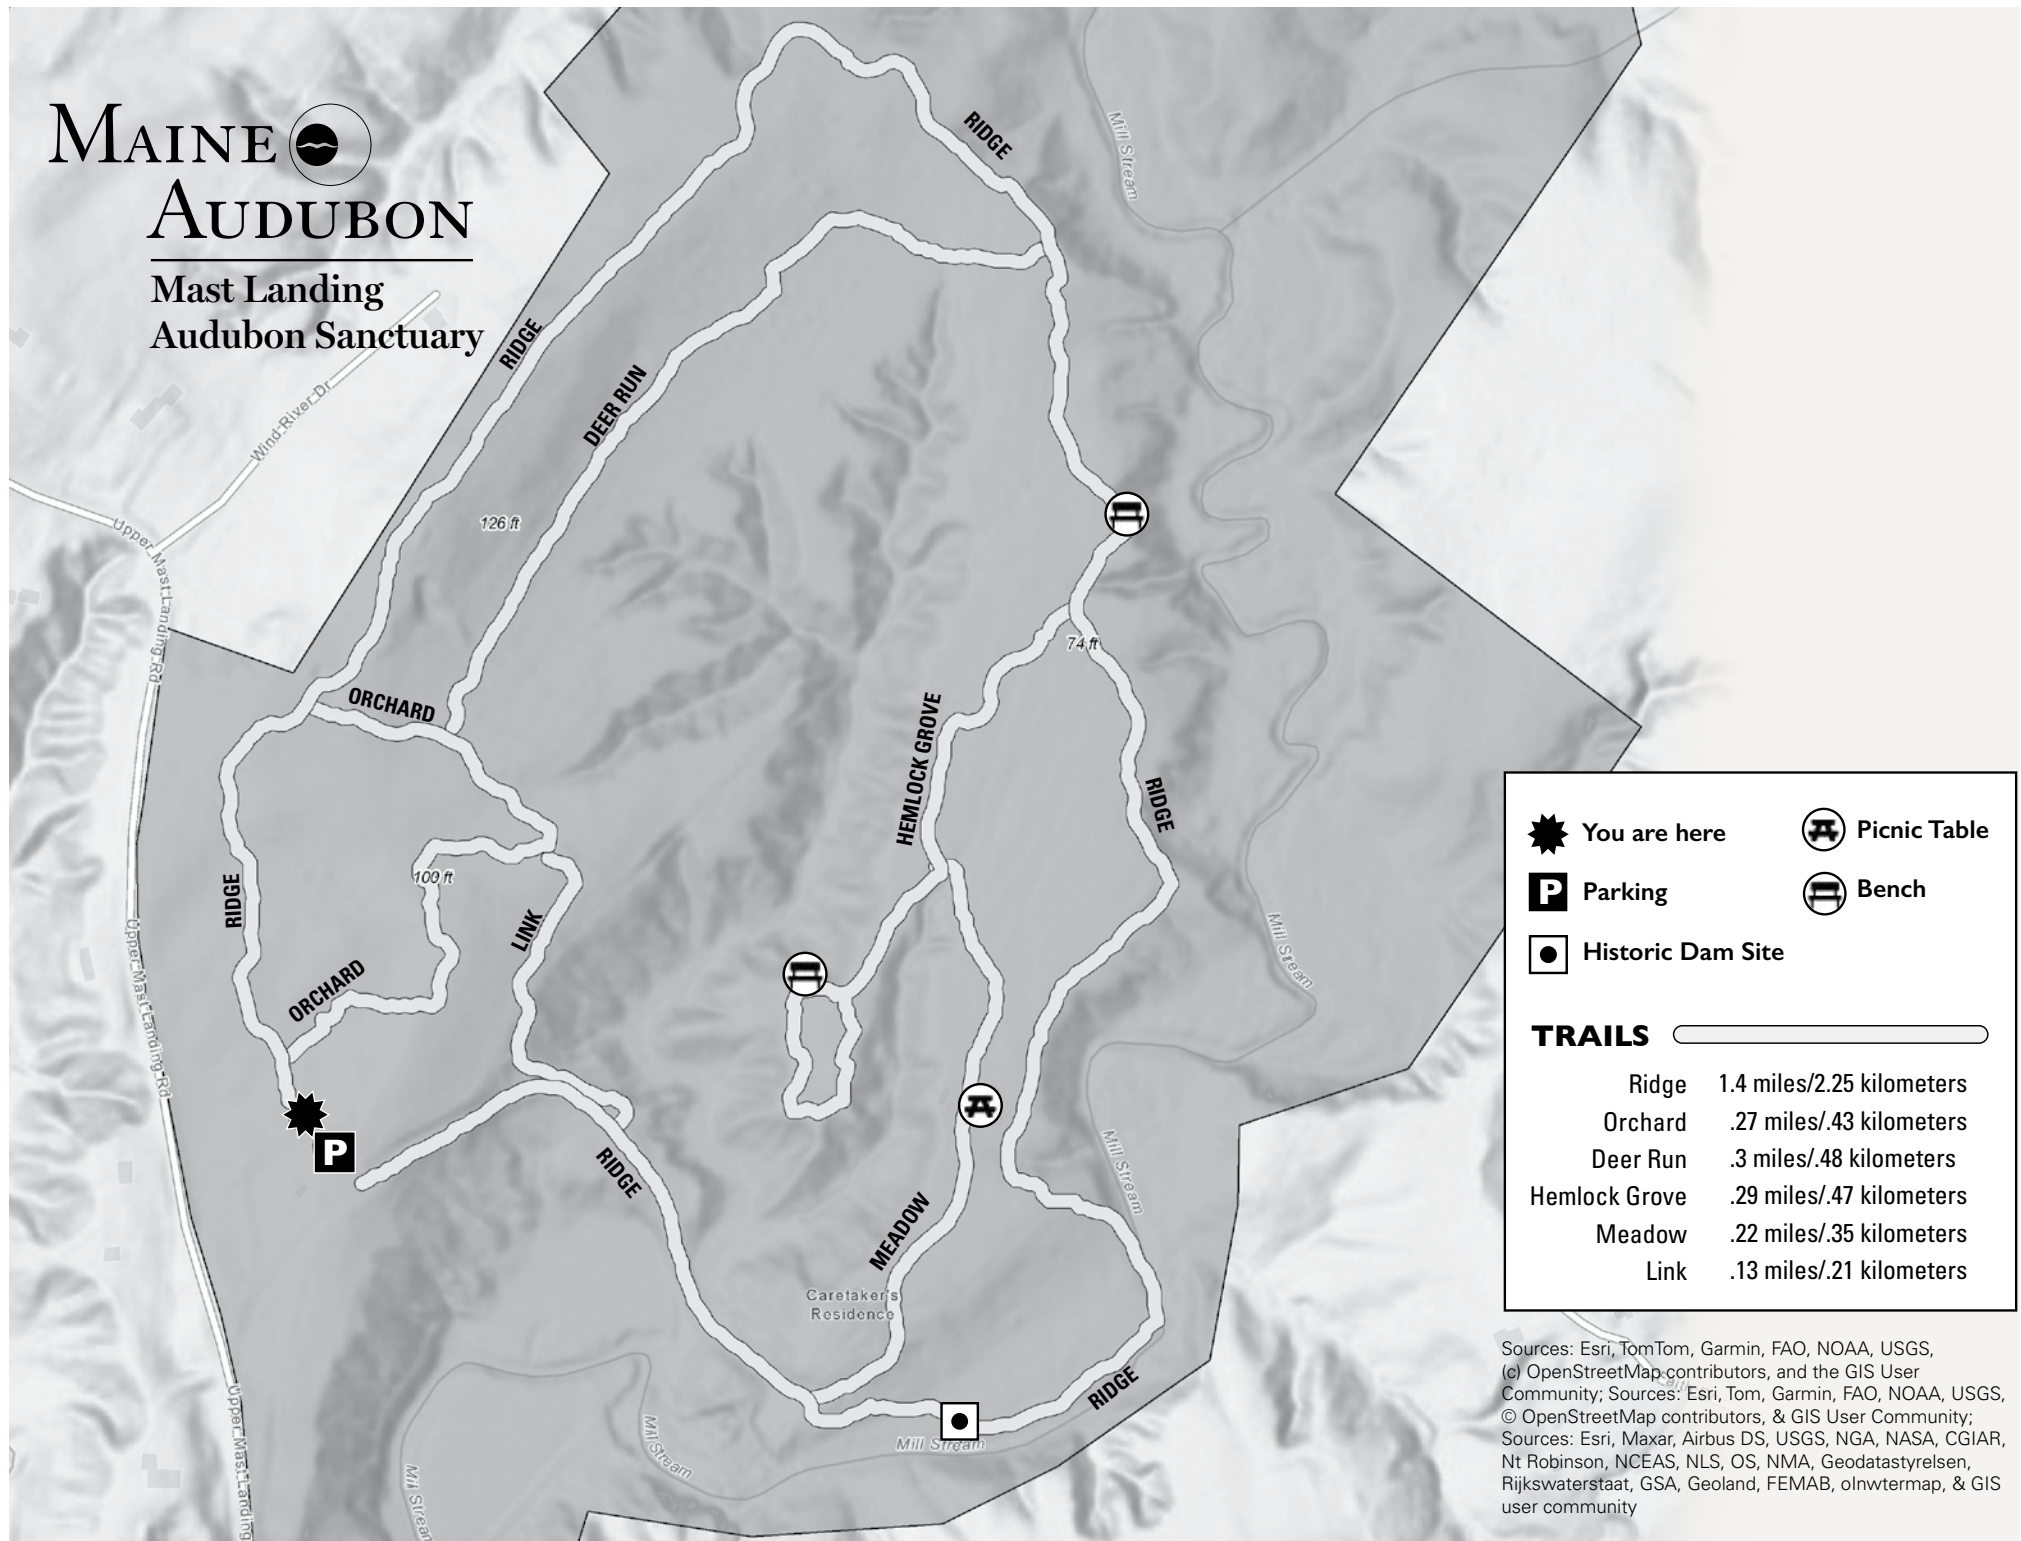 MAINE
AUDUBON
Mast Landing
Audubon Sanctuary
RIDGE
Mill Stream
RIDGE
DEER RUN
Wind River Dr
126 ft
Upper Mast Landing Rd
74 ft
ORCHARD
HEMLOCK GROVE
RIDGE
100 ft
RIDGE
LINK
Mill Stream
ORCHARD
Upper Mast Landing Rd
P
RIDGE
Mill Stream
MEADOW
Caretaker's
Residence
RIDGE
Mill Stream
Mill Stream
Mill Stream
Upper Mast Landing
You are here
Picnic Table
P Parking
Bench
Historic Dam Site
TRAILS
Ridge 1.4 miles/2.25 kilometers
Orchard .27 miles/.43 kilometers
Deer Run .3 miles/.48 kilometers
Hemlock Grove .29 miles/.47 kilometers
Meadow .22 miles/.35 kilometers
Link .13 miles/.21 kilometers
Sources: Esri, TomTom, Garmin, FAO, NOAA, USGS,
(c) OpenStreetMap contributors, and the GIS User
Community; Sources: Esri, Tom, Garmin, FAO, NOAA, USGS,
© OpenStreetMap contributors, & GIS User Community;
Sources: Esri, Maxar, Airbus DS, USGS, NGA, NASA, CGIAR,
Nt Robinson, NCEAS, NLS, OS, NMA, Geodatastyrelsen,
Rijkswaterstaat, GSA, Geoland, FEMAB, olnwtermap, & GIS
user community